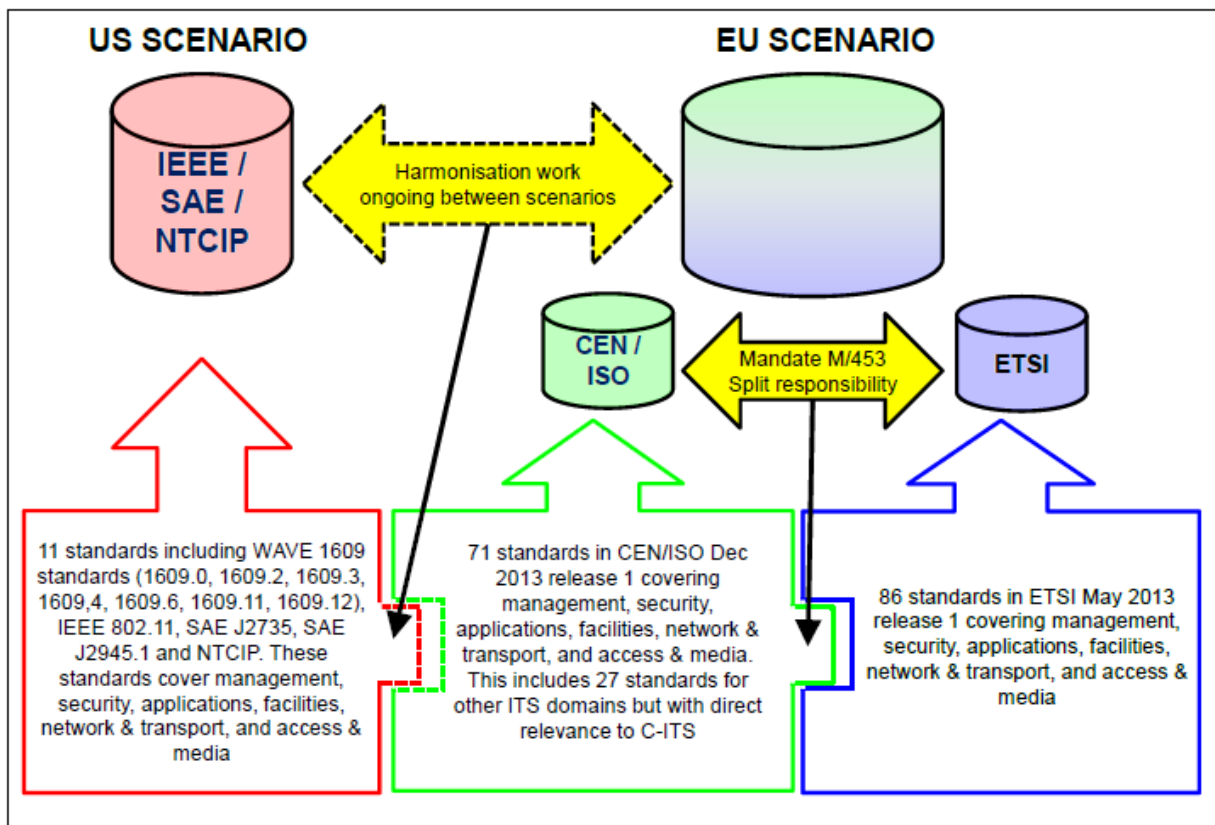 US SCENARIO
EU SCENARIO
IEEE /
SAE /
NTCIP
Harmonisation work
ongoing between scenarios
CEN /
ISO
Mandate M/453
Split responsibility
ETSI
11 standards including WAVE 1609
standards (1609.0, 1609.2, 1609.3,
1609,4, 1609.6, 1609.11, 1609.12),
IEEE 802.11, SAE J2735, SAE
J2945.1 and NTCIP. These
standards cover management,
security, applications, facilities,
network & transport, and access &
media
71 standards in CEN/ISO Dec
2013 release 1 covering
management, security,
applications, facilities, network &
transport, and access & media.
This includes 27 standards for
other ITS domains but with direct
relevance to C-ITS
86 standards in ETSI May 2013
release 1 covering management,
security, applications, facilities,
network & transport, and access &
media